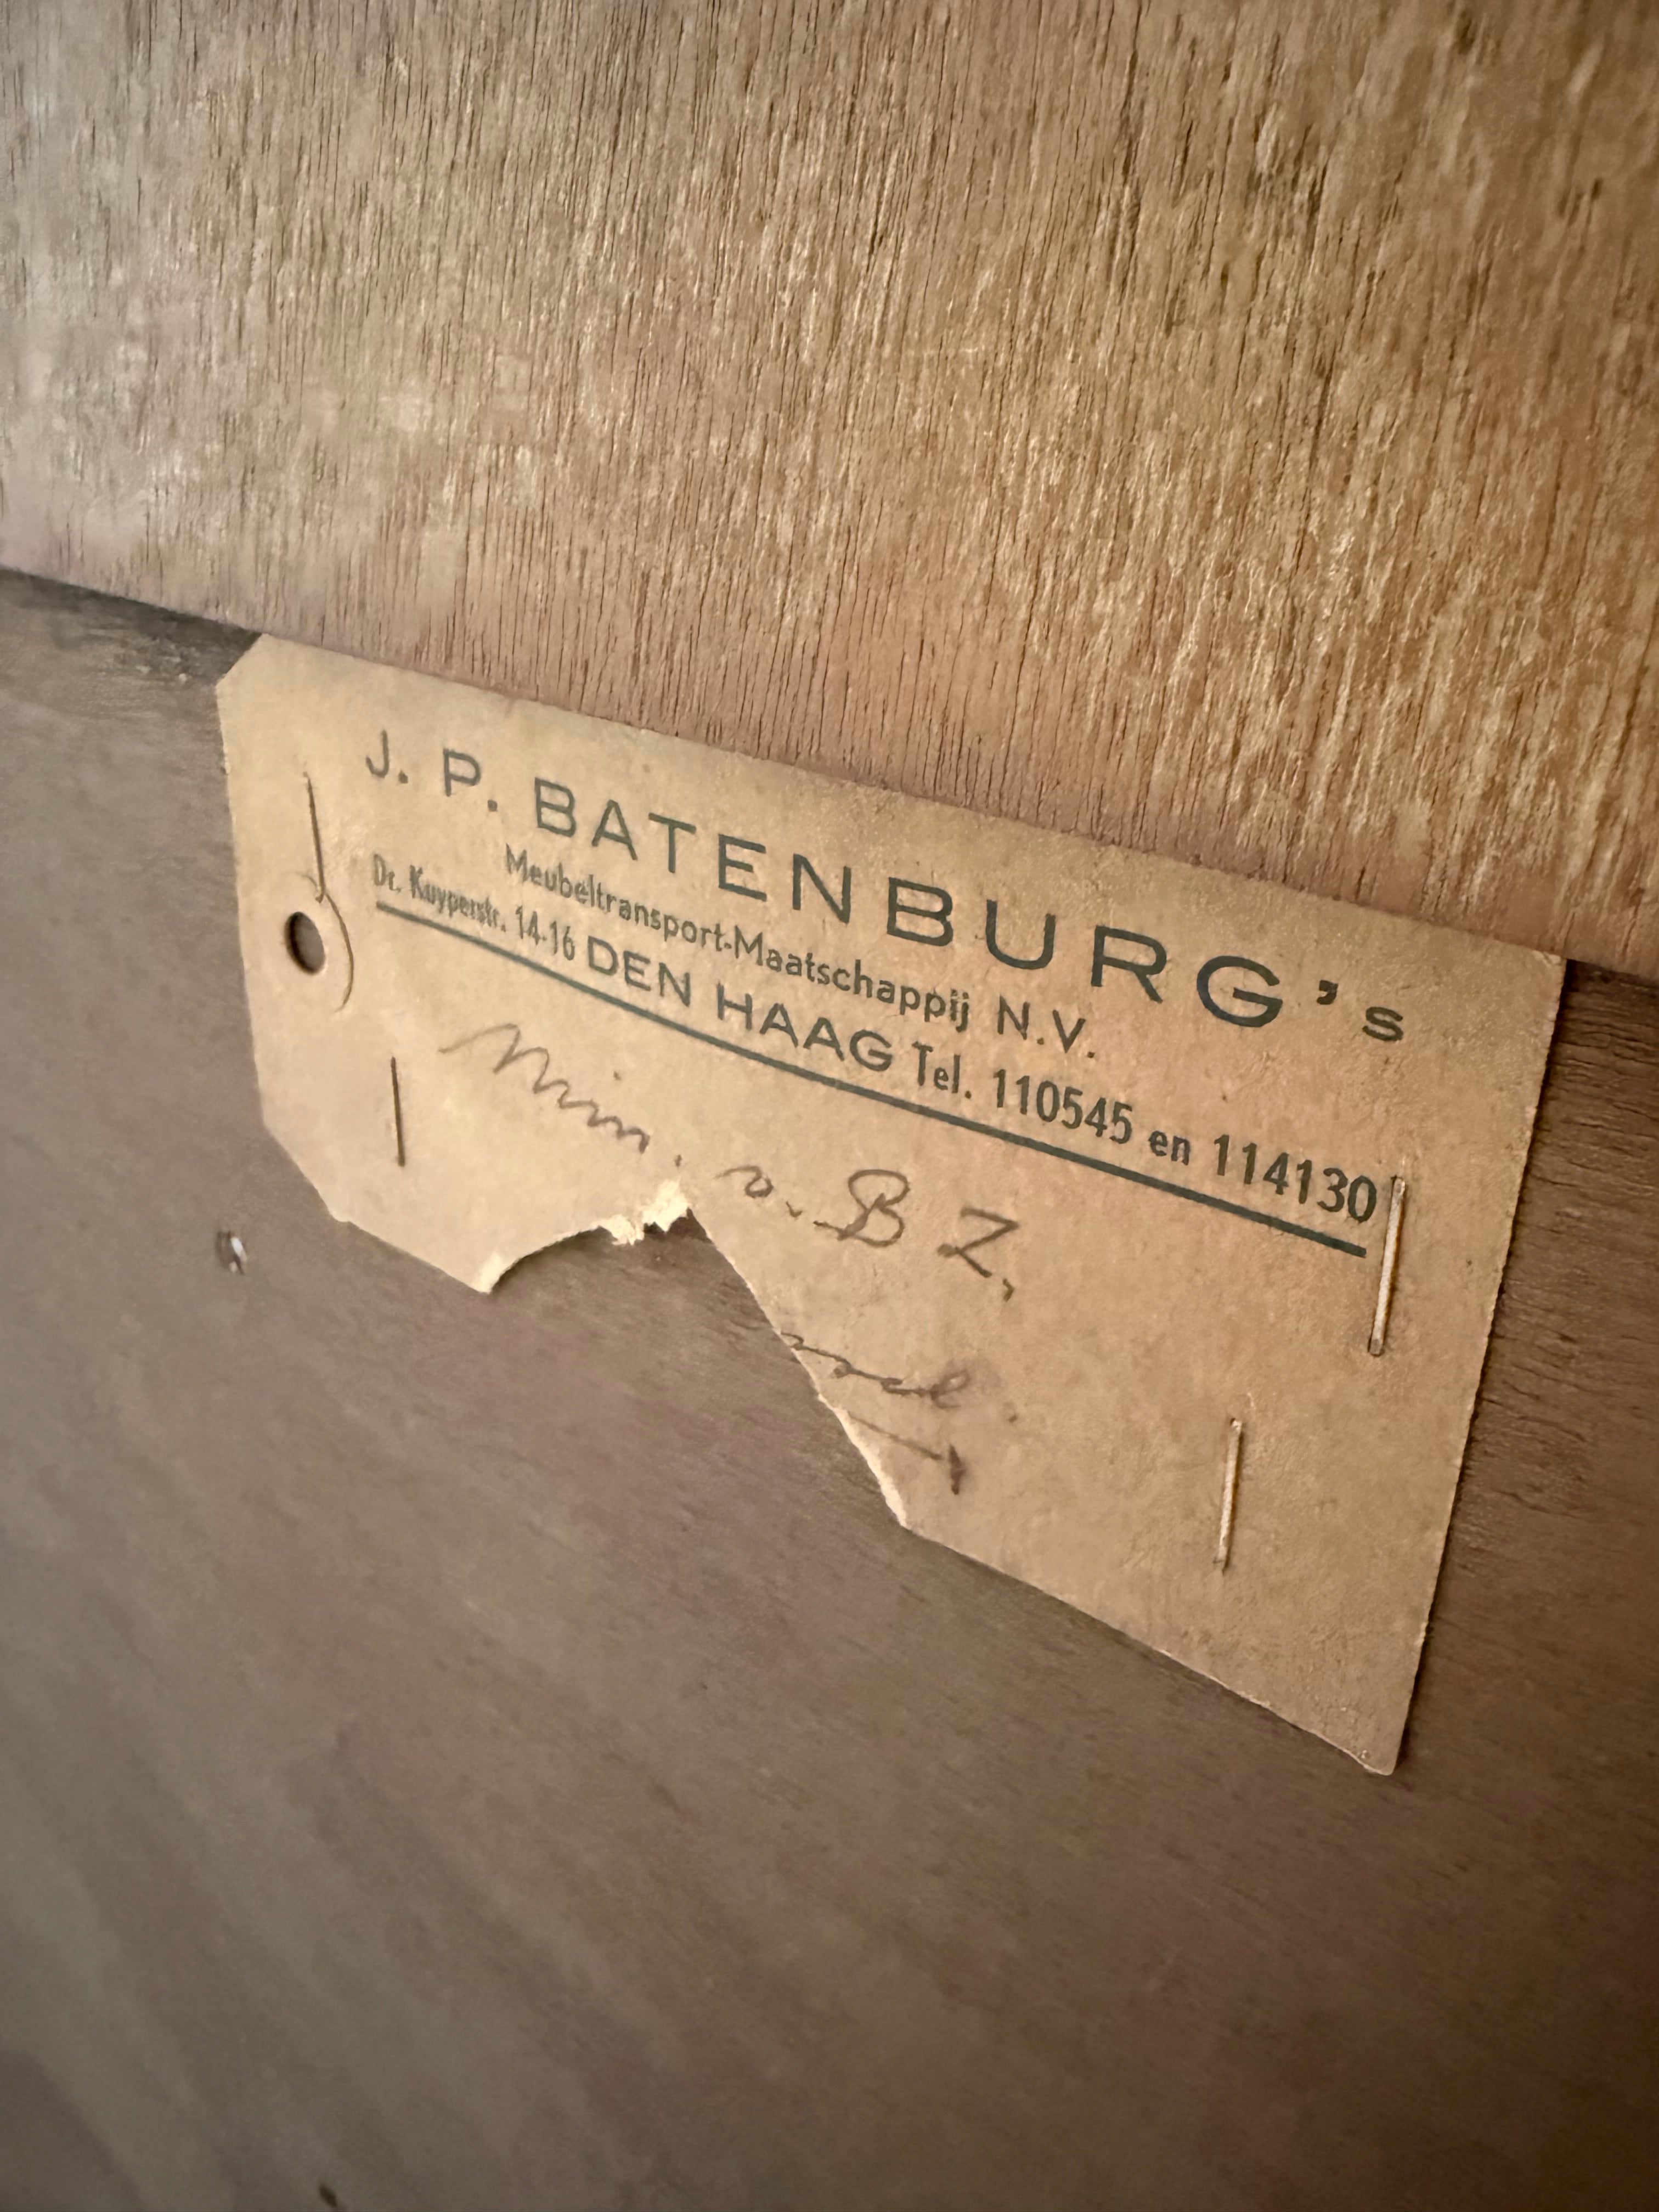 J. P. BATENBURG's
Meubeltransport-Maatschappij N.V.
Dr. Kuyperstr. 14-16 DEN HAAG Tel. 110545 en 114130
Min. v. B Z.